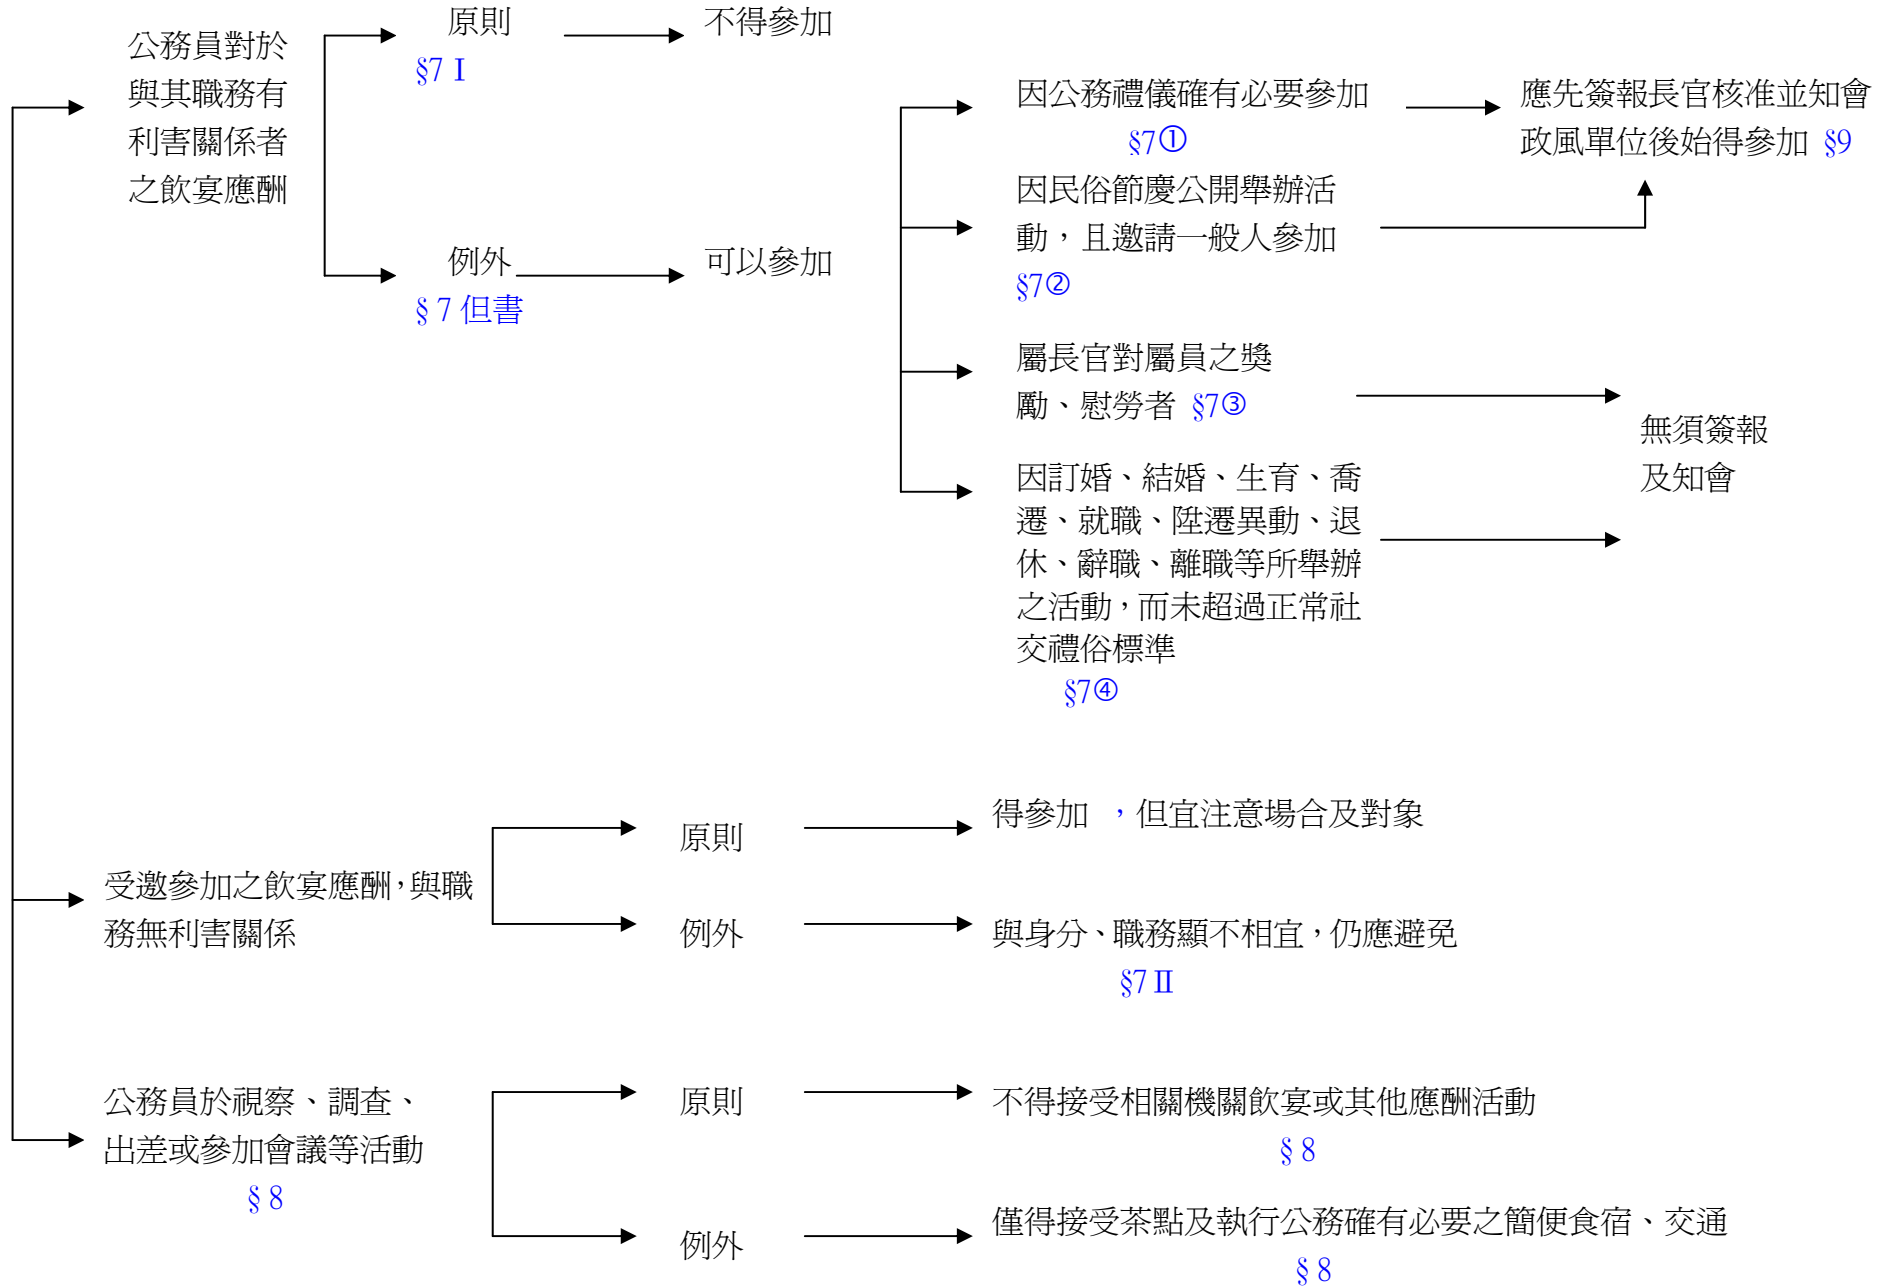 公務員對於
與其職務有
利害關係者
之飲宴應酬
原則
§7 I
不得參加
例外
§ 7 但書
可以參加
因公務禮儀確有必要參加
§7①
應先簽報長官核准並知會
政風單位後始得參加 §9
因民俗節慶公開舉辦活
動，且邀請一般人參加
§7②
屬長官對屬員之獎
勵、慰勞者 §7③
無須簽報
及知會
因訂婚、結婚、生育、喬
遷、就職、陞遷異動、退
休、辭職、離職等所舉辦
之活動，而未超過正常社
交禮俗標準
§7④
受邀參加之飲宴應酬，與職
務無利害關係
原則
得參加 ，但宜注意場合及對象
例外
與身分、職務顯不相宜，仍應避免
§7 II
公務員於視察、調查、
出差或參加會議等活動
§ 8
原則
不得接受相關機關飲宴或其他應酬活動
§ 8
例外
僅得接受茶點及執行公務確有必要之簡便食宿、交通
§ 8